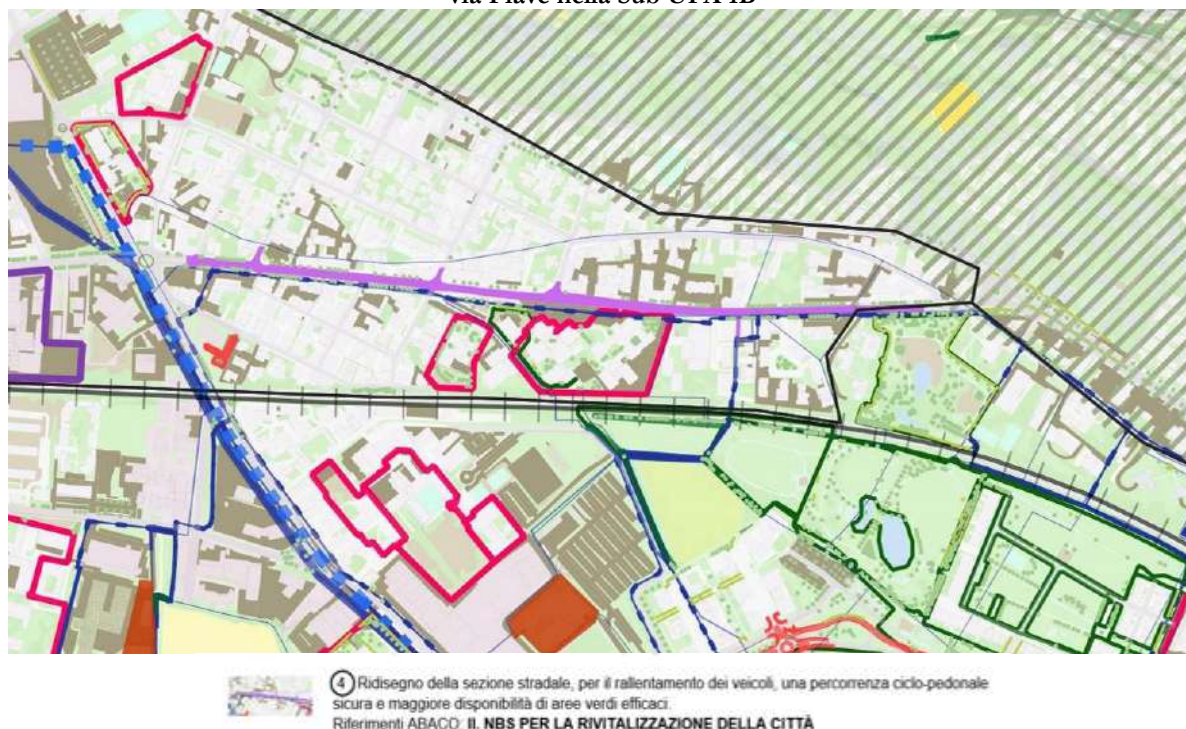 via Piave nella Sub-UPA 1B
4 Ridisegno della sezione stradale, per il rallentamento dei veicoli, una percorrenza ciclo-pedonale
sicura e maggiore disponibilità di aree verdi efficaci.
Riferimenti ABACO: II. NBS PER LA RIVITALIZZAZIONE DELLA CITTÀ